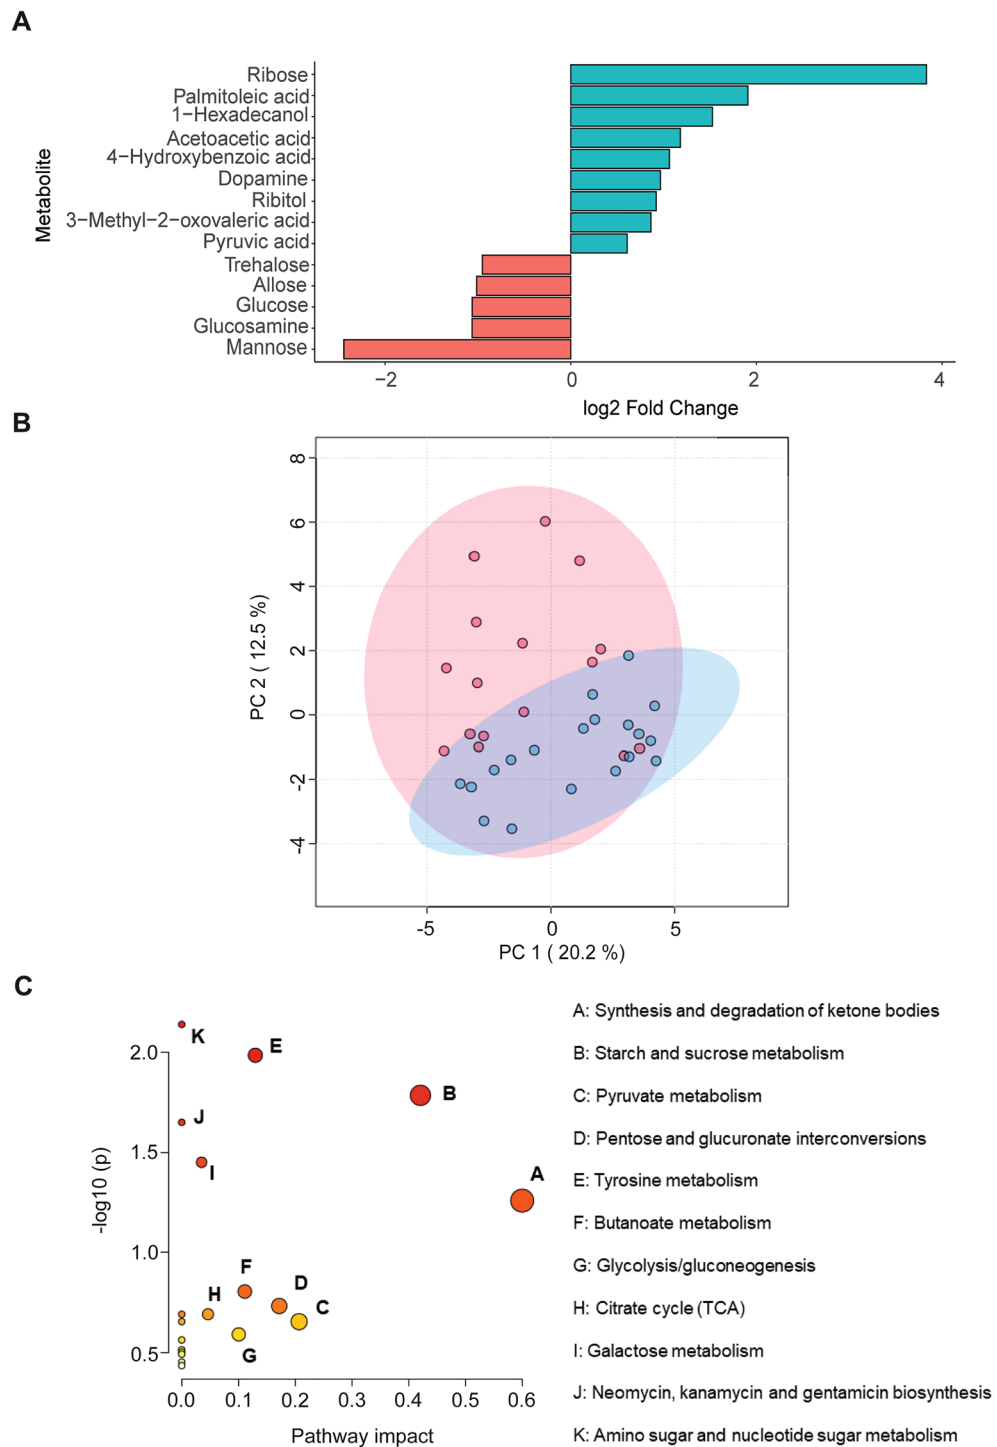 A
Metabolite
Ribose
Palmitoleic acid
1−Hexadecanol
Acetoacetic acid
4−Hydroxybenzoic acid
Dopamine
Ribitol
3−Methyl−2−oxovaleric acid
Pyruvic acid
Trehalose
Allose
Glucose
Glucosamine
Mannose
−2 0 2 4
log2 Fold Change
B
PC 2 ( 12.5 %)
8
6
4
2
0
-2
-4
-5 0 5
PC 1 ( 20.2 %)
C
-log10 (p)
2.0
1.5
1.0
0.5
K
E
B
J
I
A
F
D
H
C
G
0.0 0.1 0.2 0.3 0.4 0.5 0.6
Pathway impact
A: Synthesis and degradation of ketone bodies
B: Starch and sucrose metabolism
C: Pyruvate metabolism
D: Pentose and glucuronate interconversions
E: Tyrosine metabolism
F: Butanoate metabolism
G: Glycolysis/gluconeogenesis
H: Citrate cycle (TCA)
I: Galactose metabolism
J: Neomycin, kanamycin and gentamicin biosynthesis
K: Amino sugar and nucleotide sugar metabolism